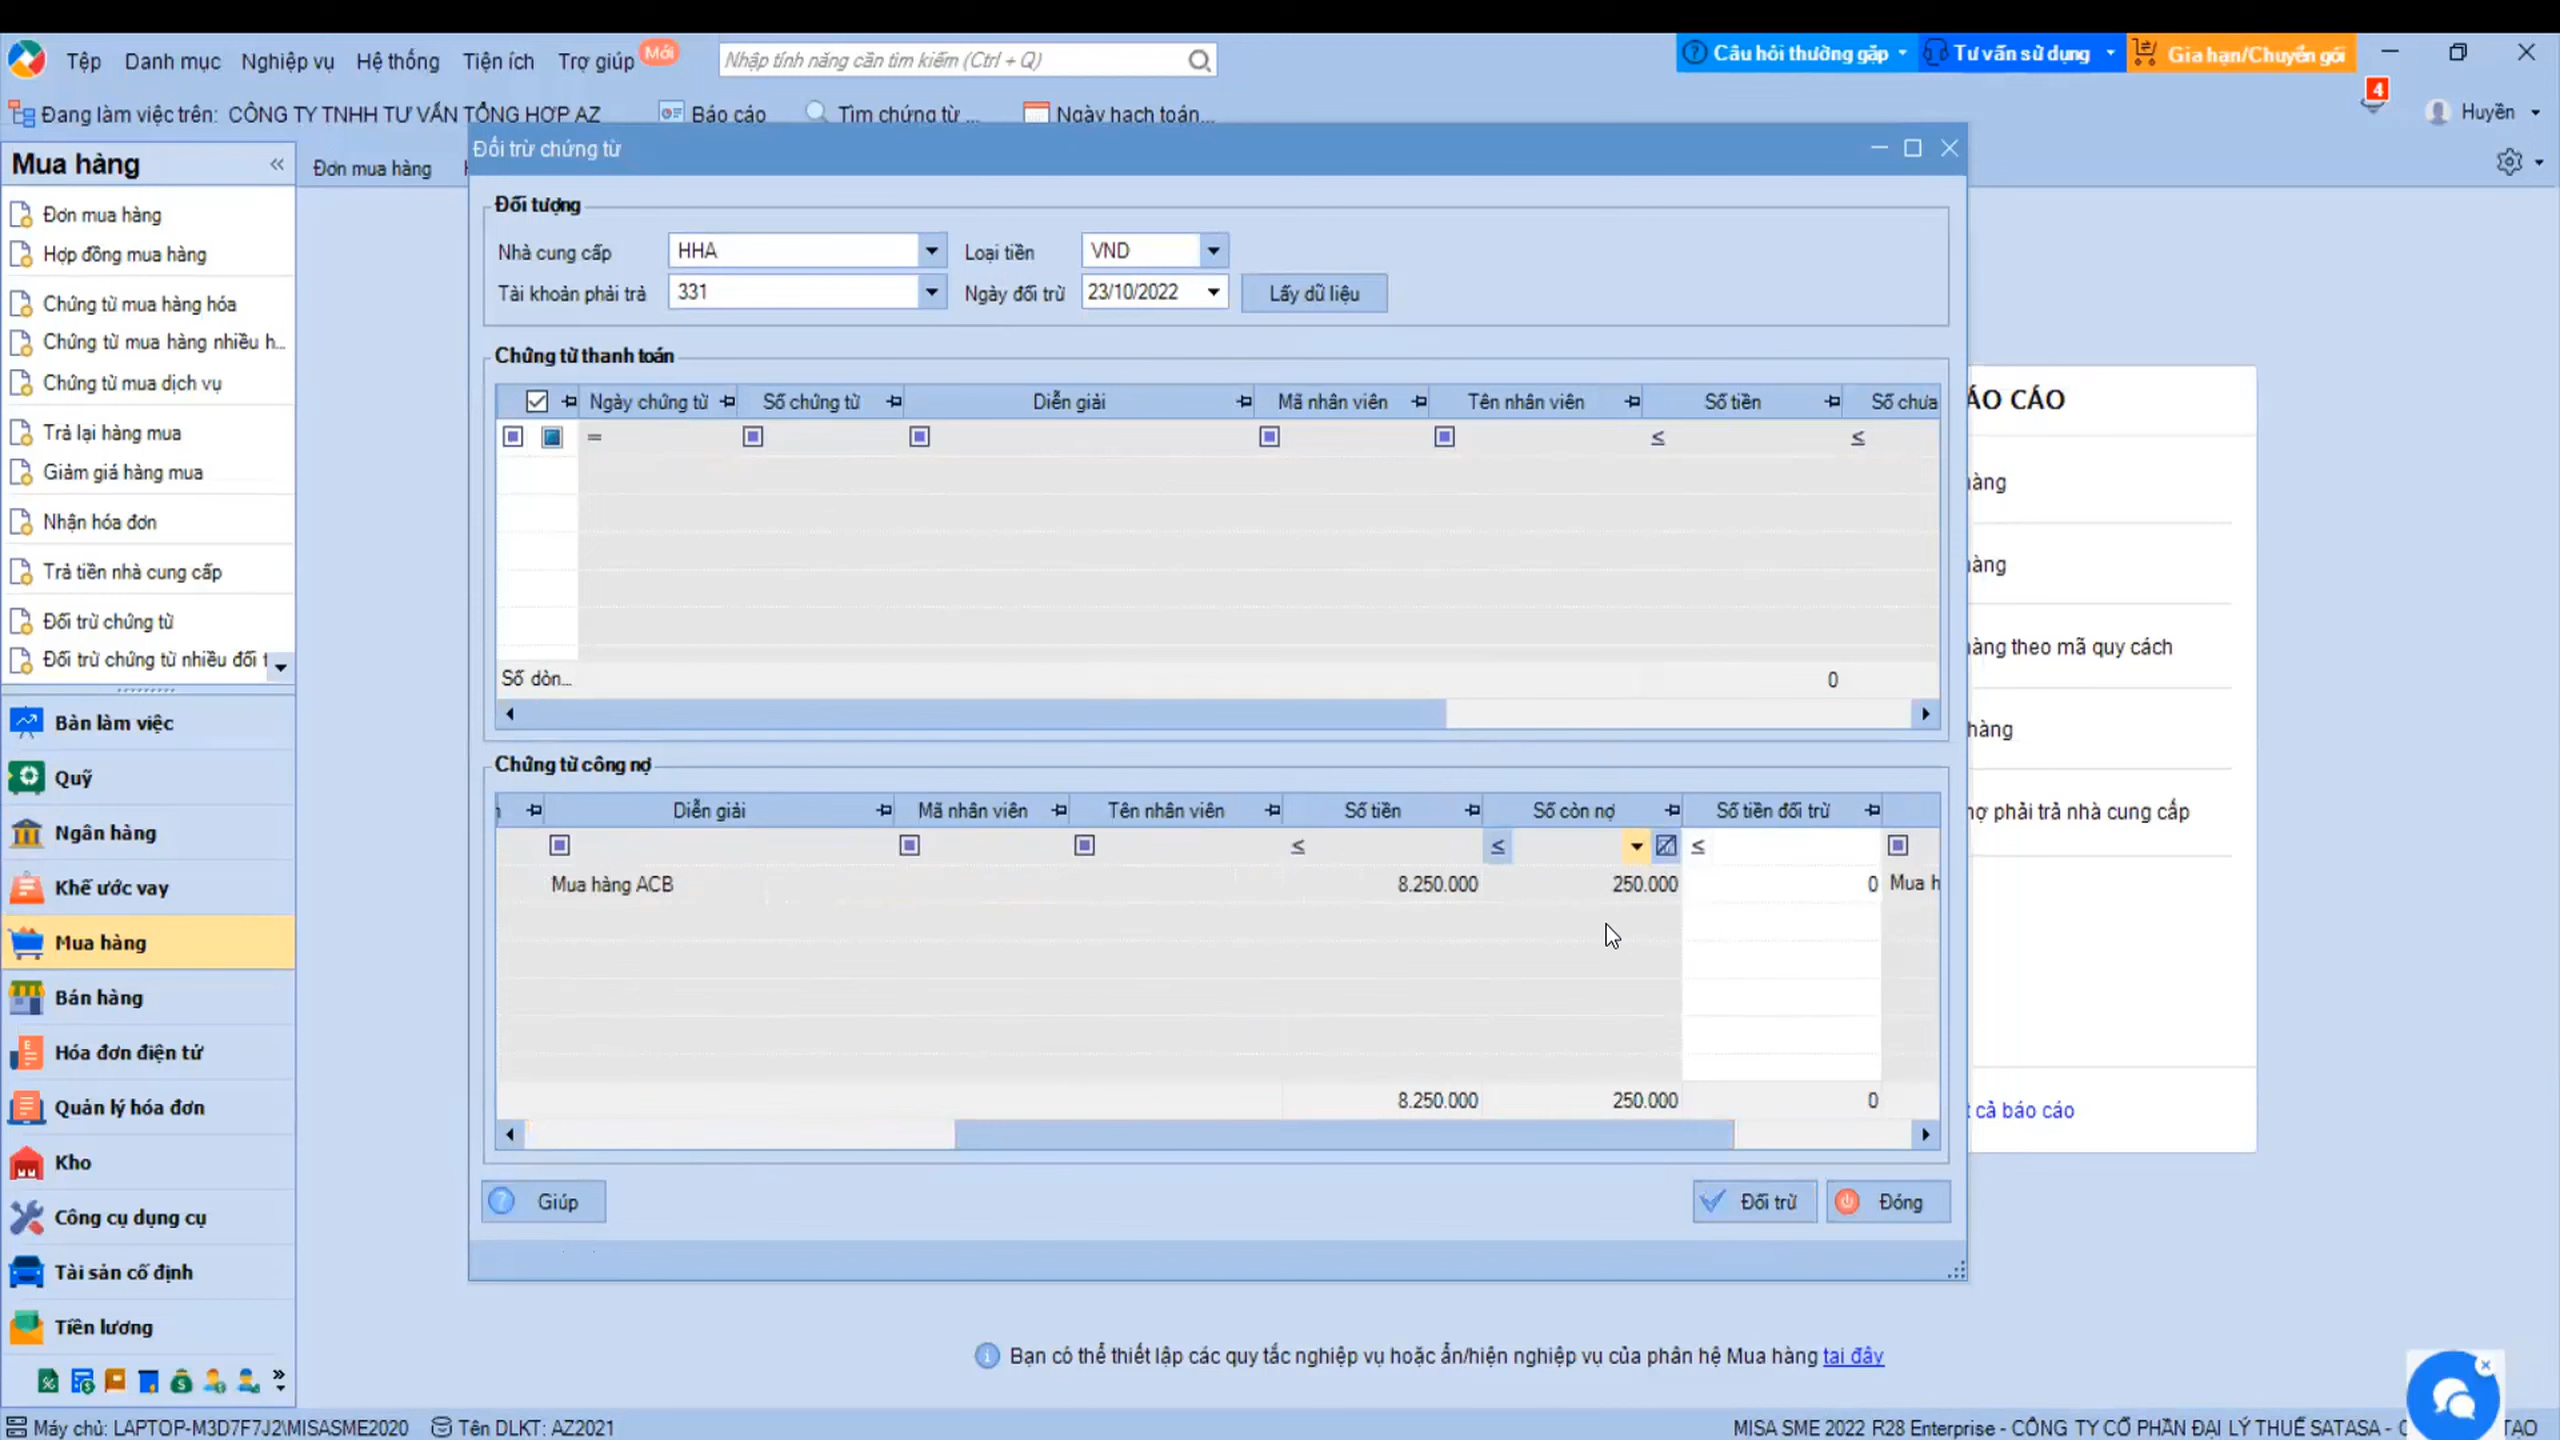 Tệp Danh mục Nghiệp vụ Hệ thống Tiện ích Trợ giúp Mới Nhập tính năng cần tìm kiếm (Ctrl + Q) Câu hỏi thường gặp Tư vấn sử dụng Gia hạn/Chuyển gói
4
Đang làm việc trên: CÔNG TY TNHH TƯ VẤN TỔNG HỢP AZ Báo cáo Tìm chứng từ ... Ngày hạch toán... Huyền
Mua hàng « Đơn mua hàng
Đơn mua hàng
Hợp đồng mua hàng
Chứng từ mua hàng hóa
Chứng từ mua hàng nhiều h...
Chứng từ mua dịch vụ
Trả lại hàng mua
Giảm giá hàng mua
Nhận hóa đơn
Trả tiền nhà cung cấp
Đối trừ chứng từ
Đối trừ chứng từ nhiều đối t
Bàn làm việc
Quỹ
Ngân hàng
Khế ước vay
Mua hàng
Bán hàng
Hóa đơn điện tử
Quản lý hóa đơn
Kho
Công cụ dụng cụ
Tài sản cố định
Tiền lương
Đối trừ chứng từ
Đối tượng
Nhà cung cấp HHA Loại tiền VND
Tài khoản phải trả 331 Ngày đối trừ 23/10/2022 Lấy dữ liệu
Chứng từ thanh toán
Ngày chứng từ Số chứng từ Diễn giải Mã nhân viên Tên nhân viên Số tiền Số chưa
= ≤ ≤
Số dòn... 0
Chứng từ công nợ
Diễn giải Mã nhân viên Tên nhân viên Số tiền Số còn nợ Số tiền đối trừ
≤ ≤ ≤
Mua hàng ACB 8.250.000 250.000 0 Mua h
8.250.000 250.000 0
Giúp Đối trừ Đóng
ÁO CÁO
hàng
hàng
hàng theo mã quy cách
hàng
nợ phải trả nhà cung cấp
t cả báo cáo
Bạn có thể thiết lập các quy tắc nghiệp vụ hoặc ẩn/hiện nghiệp vụ của phân hệ Mua hàng tại đây
Máy chủ: LAPTOP-M3D7F7J2\MISASME2020 Tên DLKT: AZ2021 MISA SME 2022 R28 Enterprise - CÔNG TY CỔ PHẦN ĐẠI LÝ THUẾ SATASA - TẠO